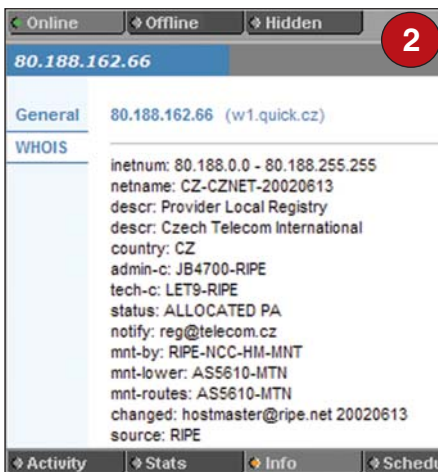 Online Offline Hidden
2
80.188.162.66
General 80.188.162.66 (w1.quick.cz)
WHOIS
inetnum: 80.188.0.0 - 80.188.255.255
netname: CZ-CZNET-20020613
descr: Provider Local Registry
descr: Czech Telecom International
country: CZ
admin-c: JB4700-RIPE
tech-c: LET9-RIPE
status: ALLOCATED PA
notify: reg@telecom.cz
mnt-by: RIPE-NCC-HM-MNT
mnt-lower: AS5610-MTN
mnt-routes: AS5610-MTN
changed: hostmaster@ripe.net 20020613
source: RIPE
Activity Stats Info Schedu